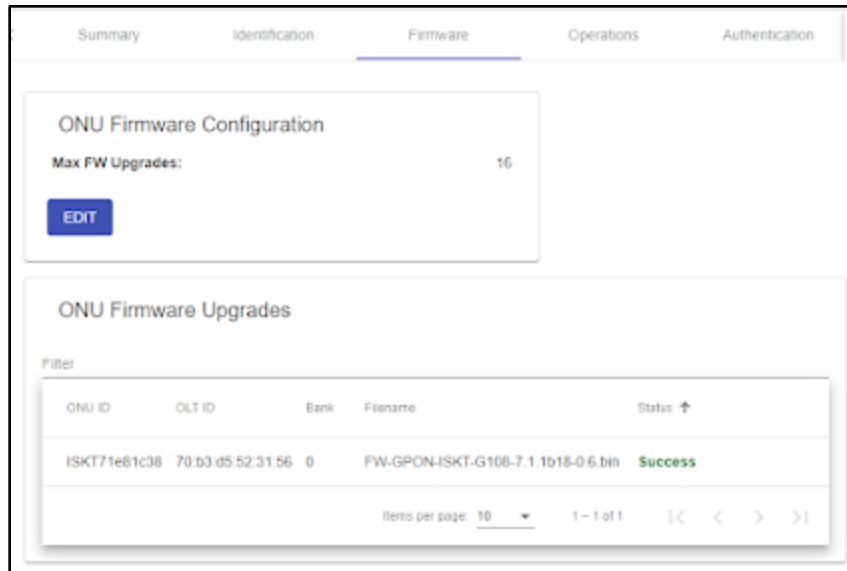 Summary Identification Firmware Operations Authentication
ONU Firmware Configuration
Max FW Upgrades: 16
EDIT
ONU Firmware Upgrades
Filter
ONU ID OLT ID Bank Filename Status ↑
ISKT71e81c38 70:b3:d5:52:31:56 0 FW-GPON-ISKT-G108-7.1.1b18-0.6.bin Success
Items per page: 10 1 – 1 of 1 |< < > >|